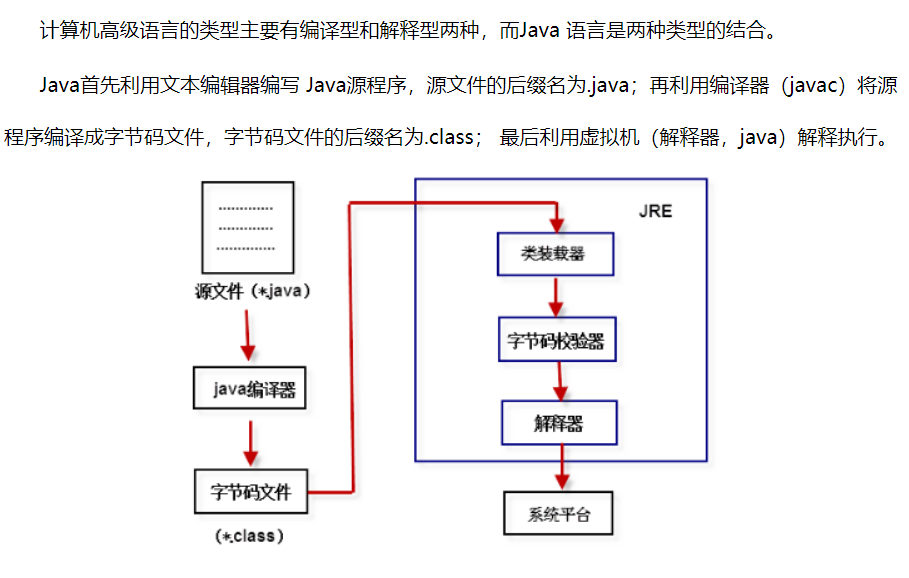 计算机高级语言的类型主要有编译型和解释型两种，而Java 语言是两种类型的结合。
Java首先利用文本编辑器编写 Java源程序，源文件的后缀名为.java；再利用编译器（javac）将源
程序编译成字节码文件，字节码文件的后缀名为.class； 最后利用虚拟机（解释器，java）解释执行。
JRE
类装载器
源文件（*.java）
字节码校验器
java编译器
解释器
字节码文件
系统平台
（*.class）